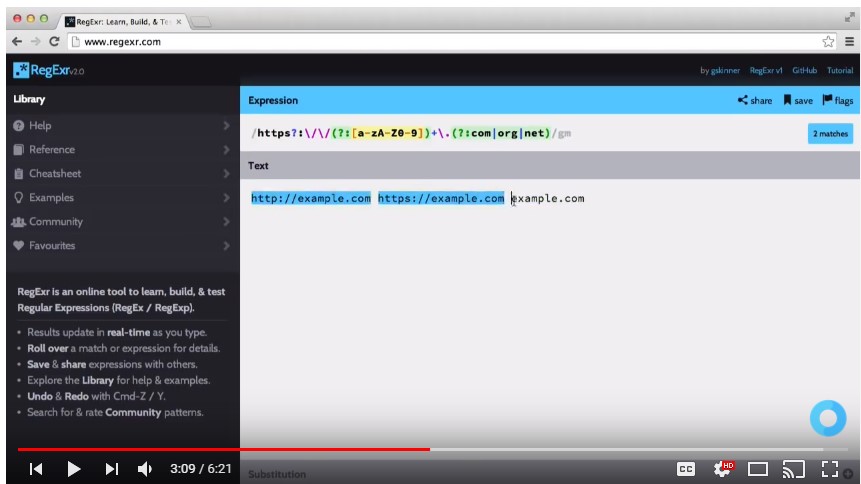 RegExr: Learn, Build, & Te
www.regexr.com
RegExr v2.0
by gskinner RegExr v1 GitHub Tutorial
Library
Help
Reference
Cheatsheet
Examples
Community
Favourites
RegExr is an online tool to learn, build, & test
Regular Expressions (RegEx / RegExp).
• Results update in real-time as you type.
• Roll over a match or expression for details.
• Save & share expressions with others.
• Explore the Library for help & examples.
• Undo & Redo with Cmd-Z / Y.
• Search for & rate Community patterns.
Expression
share save flags
/https?:\/\/(?:[a-zA-Z0-9])+\.(?:com|org|net)/gm
2 matches
Text
http://example.com https://example.com example.com
Substitution
3:09 / 6:21
CC
HD